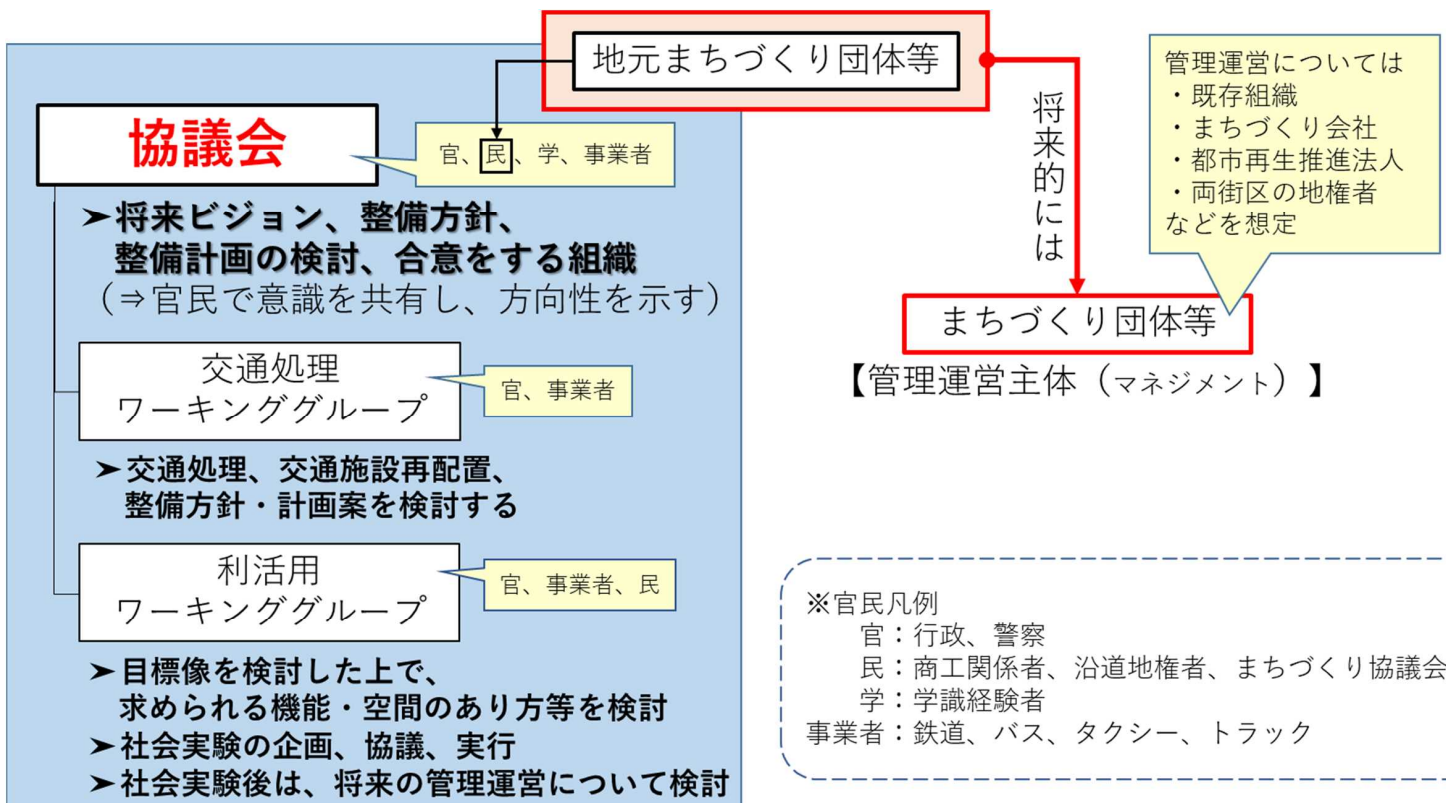 地元まちづくり団体等
協議会
官、民、学、事業者
➤将来ビジョン、整備方針、
整備計画の検討、合意をする組織
（⇒官民で意識を共有し、方向性を示す）
交通処理
ワーキンググループ
官、事業者
➤交通処理、交通施設再配置、
整備方針・計画案を検討する
利活用
ワーキンググループ
官、事業者、民
➤目標像を検討した上で、
求められる機能・空間のあり方等を検討
➤社会実験の企画、協議、実行
➤社会実験後は、将来の管理運営について検討
将来的には
管理運営については
・既存組織
・まちづくり会社
・都市再生推進法人
・両街区の地権者
などを想定
まちづくり団体等
【管理運営主体（マネジメント）】
※官民凡例
官：行政、警察
民：商工関係者、沿道地権者、まちづくり協議会
学：学識経験者
事業者：鉄道、バス、タクシー、トラック